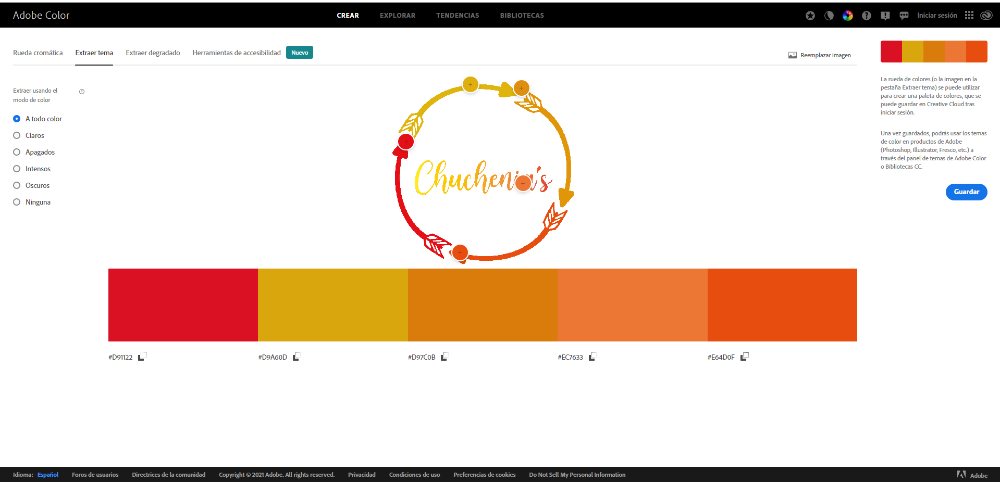 Adobe Color
CREAR
EXPLORAR
TENDENCIAS
BIBLIOTECAS
Iniciar sesión
Rueda cromática
Extraer tema
Extraer degradado
Herramientas de accesibilidad
Nuevo
Reemplazar imagen
Extraer usando el
modo de color
A todo color
Claros
Apagados
Intensos
Oscuros
Ninguna
La rueda de colores (o la imagen en la
pestaña Extraer tema) se puede utilizar
para crear una paleta de colores, que se
puede guardar en Creative Cloud tras
iniciar sesión.
Una vez guardados, podrás usar los temas
de color en productos de Adobe
(Photoshop, Illustrator, Fresco, etc.) a
través del panel de temas de Adobe Color
o Bibliotecas CC.
Guardar
#D91122
#D9A60D
#D97C0B
#EC7633
#E64D0F
Idioma: Español
Foros de usuarios
Directrices de la comunidad
Copyright © 2021 Adobe. All rights reserved.
Privacidad
Condiciones de uso
Preferencias de cookies
Do Not Sell My Personal Information
Adobe